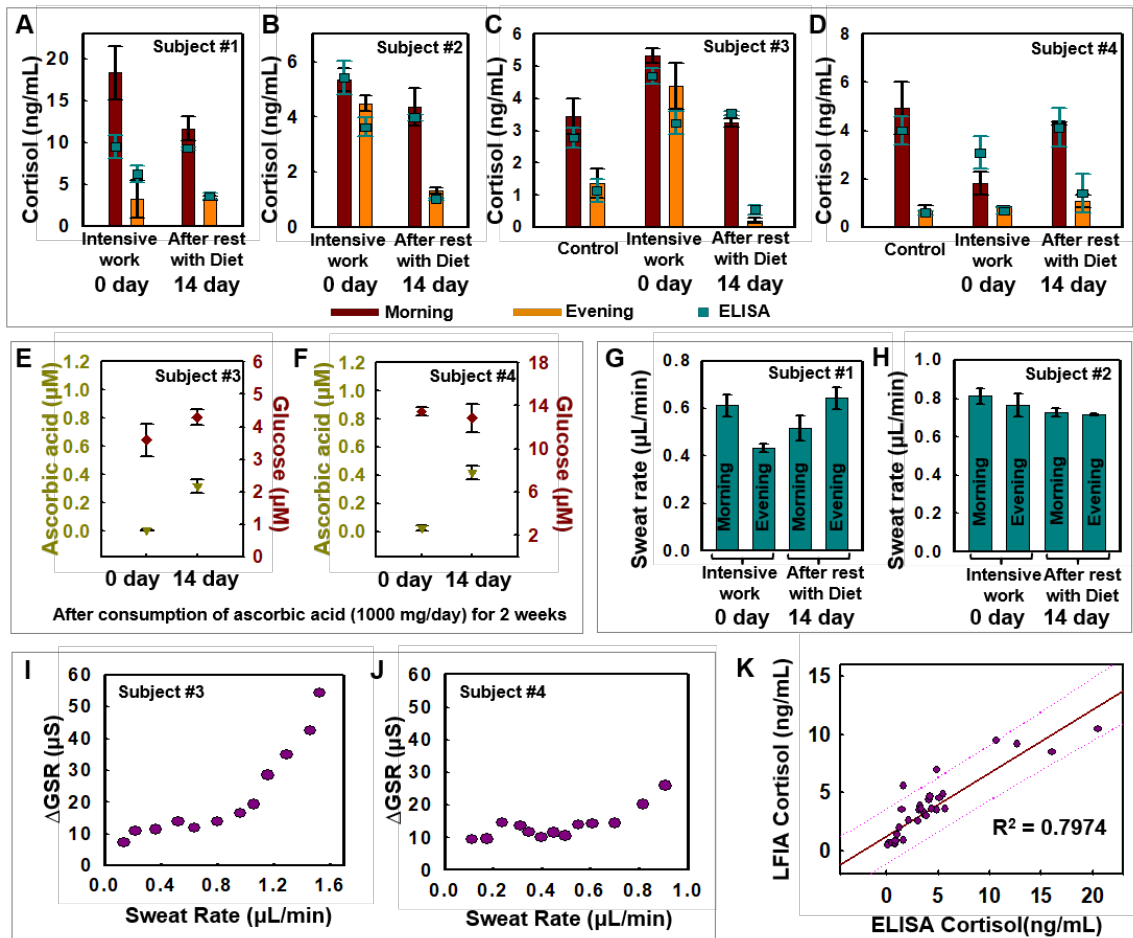 A
Cortisol (ng/mL)
20
15
10
5
0
Subject #1
Intensive
work
0 day
After rest
with Diet
14 day
B
Cortisol (ng/mL)
6
4
2
0
Subject #2
Intensive
work
0 day
After rest
with Diet
14 day
C
Cortisol (ng/mL)
6
5
4
3
2
1
0
Subject #3
Control
Intensive
work
0 day
After rest
with Diet
14 day
D
Cortisol (ng/mL)
8
6
4
2
0
Subject #4
Control
Intensive
work
0 day
After rest
with Diet
14 day
Morning
Evening
ELISA
E
Ascorbic acid (µM)
1.2
1.0
0.8
0.6
0.4
0.2
0.0
Subject #3
6
5
4
3
2
1
0
Glucose (µM)
0 day 14 day
F
Ascorbic acid (µM)
1.2
1.0
0.8
0.6
0.4
0.2
0.0
Subject #4
18
14
10
6
2
Glucose (µM)
0 day 14 day
After consumption of ascorbic acid (1000 mg/day) for 2 weeks
G
Sweat rate (µL/min)
0.8
0.6
0.4
0.2
0.0
Subject #1
Morning
Evening
Morning
Evening
Intensive
work
0 day
After rest
with Diet
14 day
H
Sweat rate (µL/min)
1.0
0.8
0.6
0.4
0.2
0.0
Subject #2
Morning
Evening
Morning
Evening
Intensive
work
0 day
After rest
with Diet
14 day
I
ΔGSR (µS)
60
50
40
30
20
10
0
Subject #3
0.0 0.4 0.8 1.2 1.6
Sweat Rate (µL/min)
J
ΔGSR (µS)
60
50
40
30
20
10
0
Subject #4
0.0 0.2 0.4 0.6 0.8 1.0
Sweat Rate (µL/min)
K
LFIA Cortisol (ng/mL)
15
10
5
0
R² = 0.7974
0 5 10 15 20
ELISA Cortisol(ng/mL)